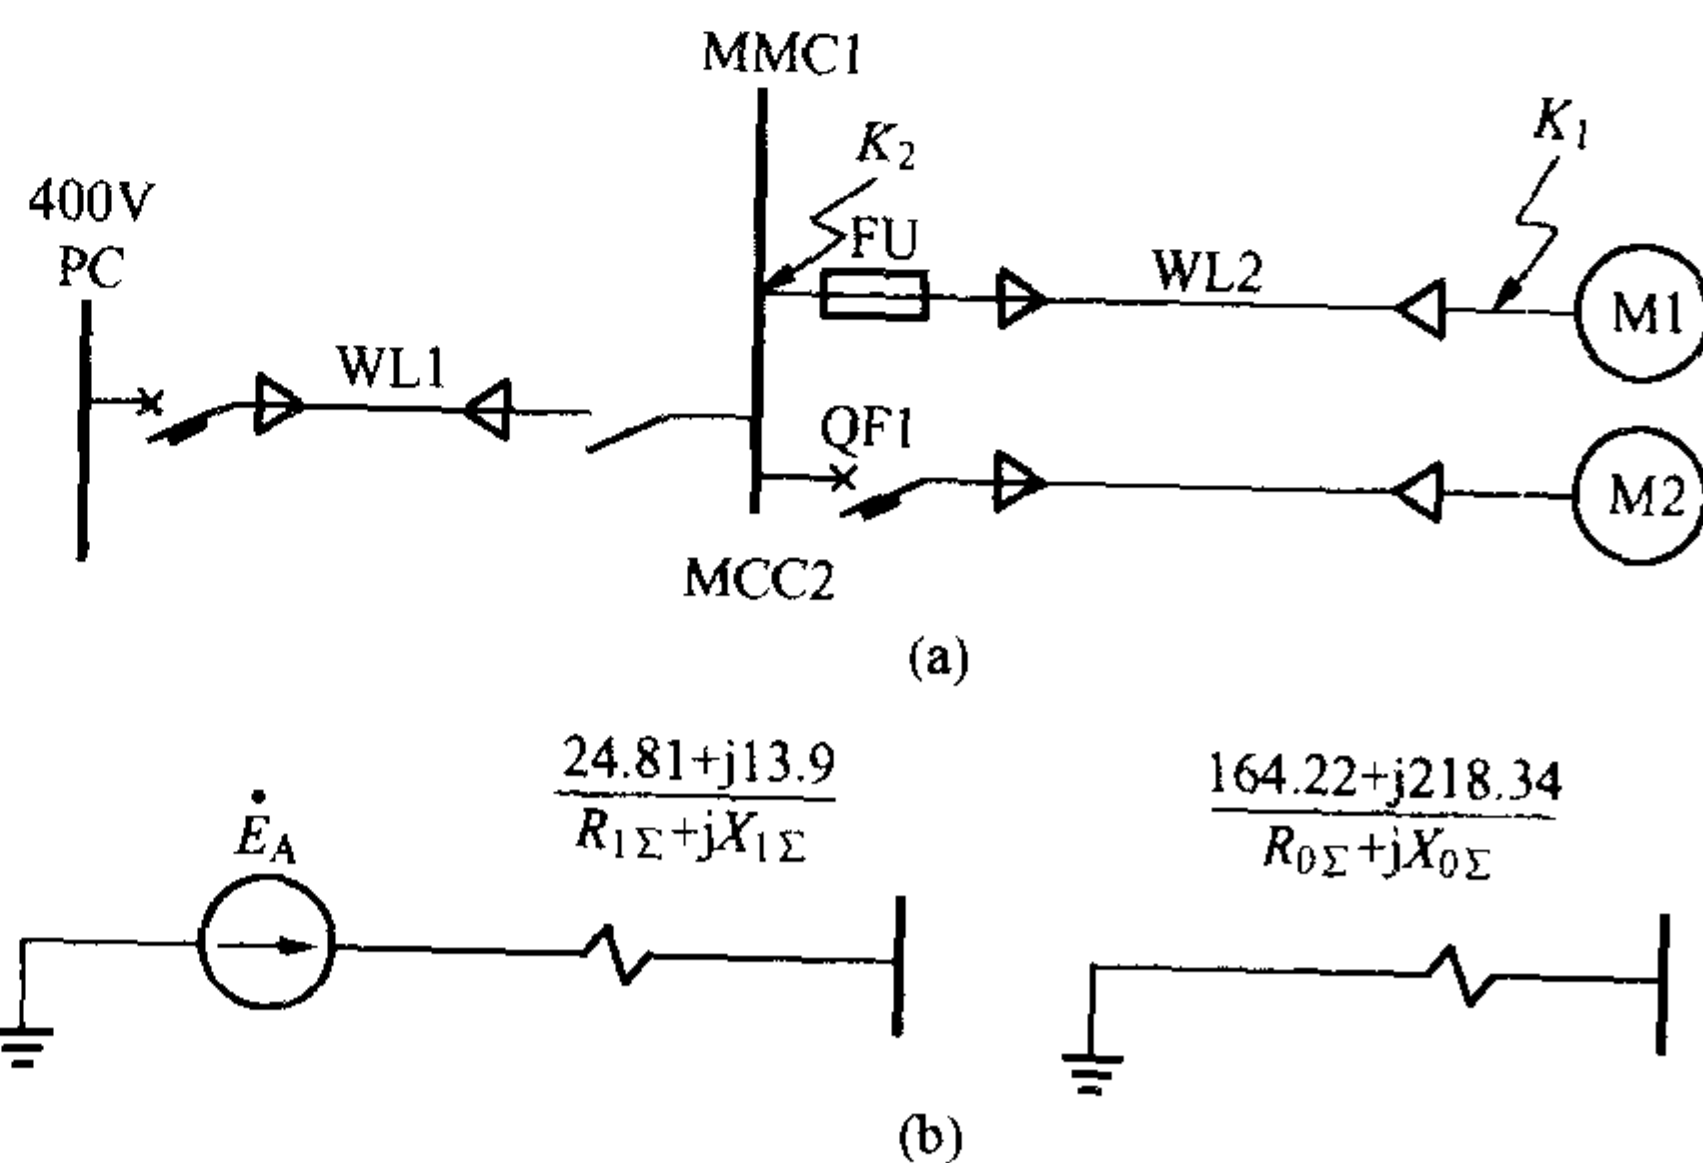 MMC1
K2
K1
400V
PC
FU
WL2
M1
WL1
QF1
M2
MCC2
(a)
24.81+j13.9
R1Σ+jX1Σ
ĖA
164.22+j218.34
R0Σ+jX0Σ
(b)